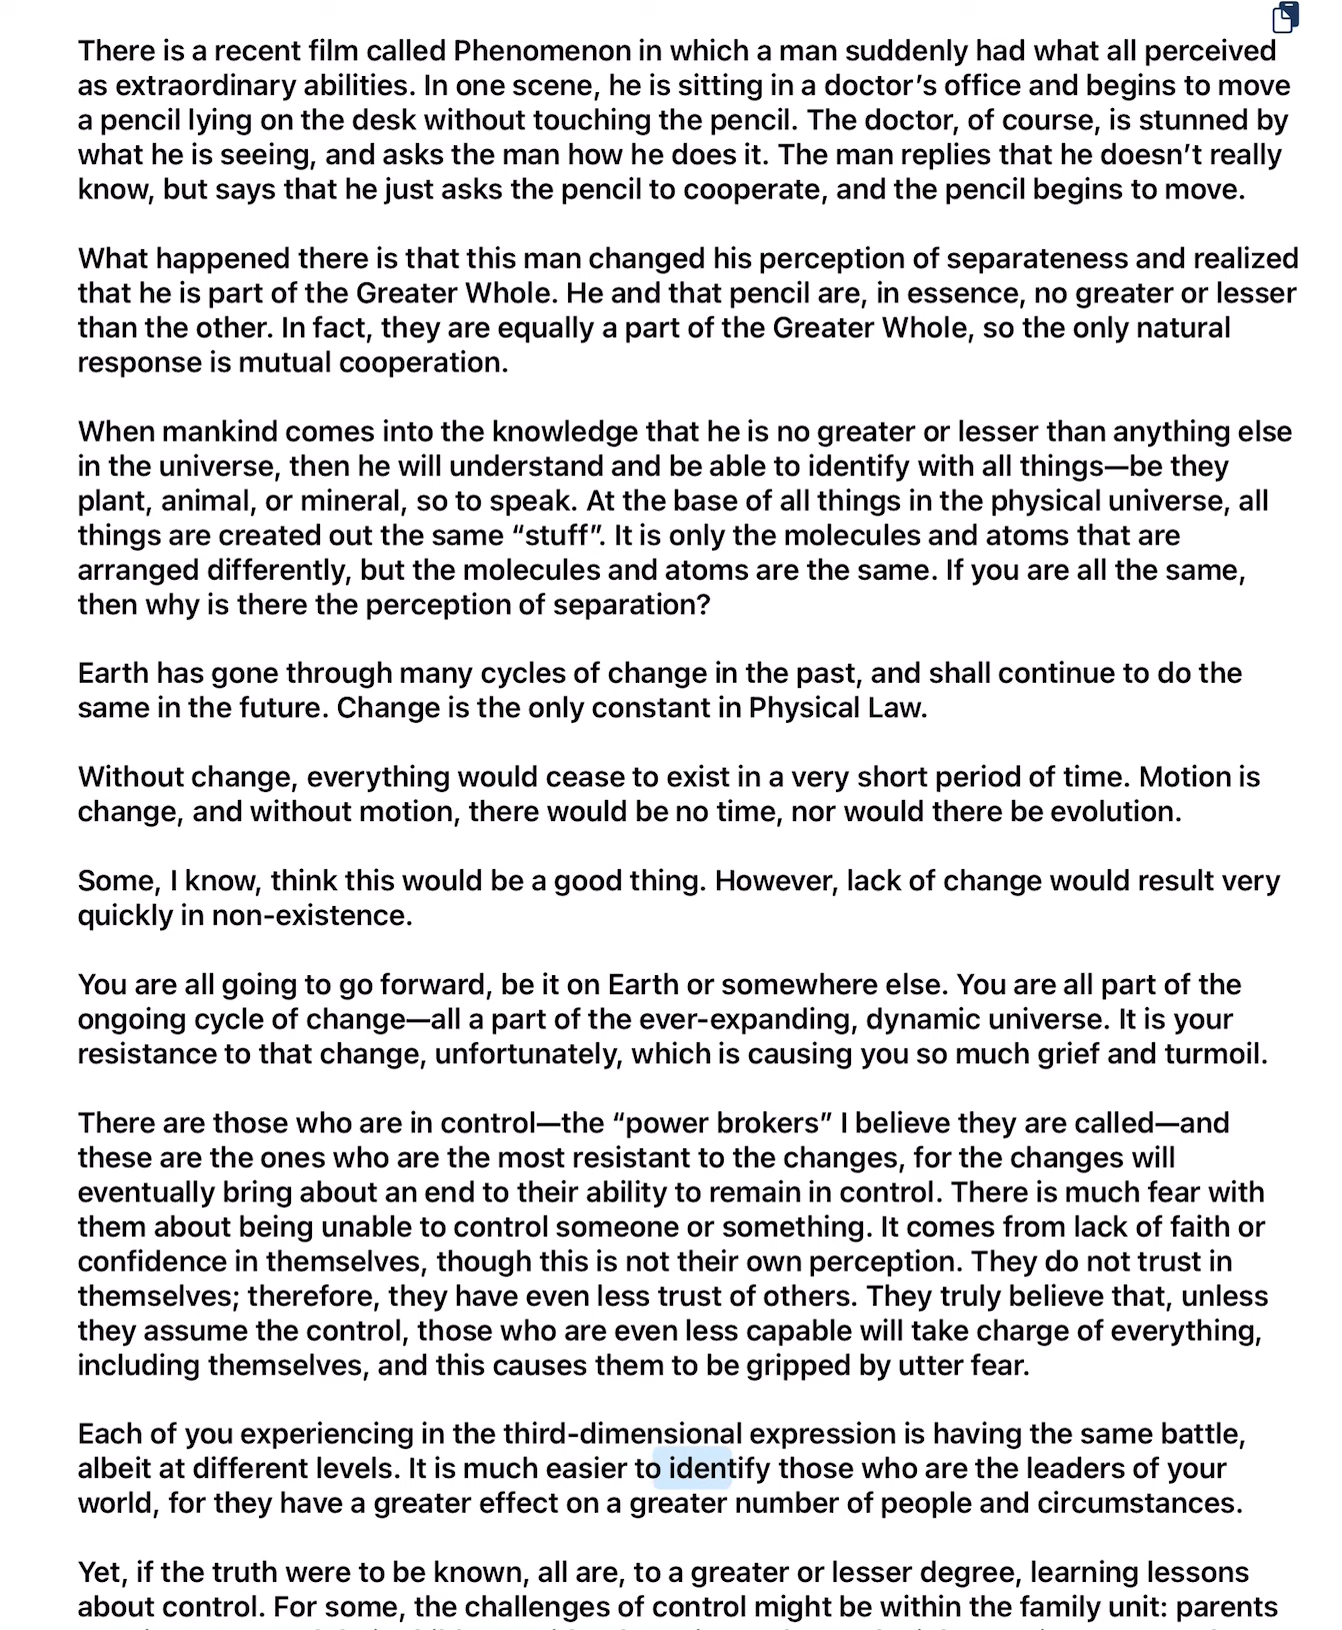 There is a recent film called Phenomenon in which a man suddenly had what all perceived
as extraordinary abilities. In one scene, he is sitting in a doctor’s office and begins to move
a pencil lying on the desk without touching the pencil. The doctor, of course, is stunned by
what he is seeing, and asks the man how he does it. The man replies that he doesn’t really
know, but says that he just asks the pencil to cooperate, and the pencil begins to move.
What happened there is that this man changed his perception of separateness and realized
that he is part of the Greater Whole. He and that pencil are, in essence, no greater or lesser
than the other. In fact, they are equally a part of the Greater Whole, so the only natural
response is mutual cooperation.
When mankind comes into the knowledge that he is no greater or lesser than anything else
in the universe, then he will understand and be able to identify with all things—be they
plant, animal, or mineral, so to speak. At the base of all things in the physical universe, all
things are created out the same “stuff”. It is only the molecules and atoms that are
arranged differently, but the molecules and atoms are the same. If you are all the same,
then why is there the perception of separation?
Earth has gone through many cycles of change in the past, and shall continue to do the
same in the future. Change is the only constant in Physical Law.
Without change, everything would cease to exist in a very short period of time. Motion is
change, and without motion, there would be no time, nor would there be evolution.
Some, I know, think this would be a good thing. However, lack of change would result very
quickly in non-existence.
You are all going to go forward, be it on Earth or somewhere else. You are all part of the
ongoing cycle of change—all a part of the ever-expanding, dynamic universe. It is your
resistance to that change, unfortunately, which is causing you so much grief and turmoil.
There are those who are in control—the “power brokers” I believe they are called—and
these are the ones who are the most resistant to the changes, for the changes will
eventually bring about an end to their ability to remain in control. There is much fear with
them about being unable to control someone or something. It comes from lack of faith or
confidence in themselves, though this is not their own perception. They do not trust in
themselves; therefore, they have even less trust of others. They truly believe that, unless
they assume the control, those who are even less capable will take charge of everything,
including themselves, and this causes them to be gripped by utter fear.
Each of you experiencing in the third-dimensional expression is having the same battle,
albeit at different levels. It is much easier to identify those who are the leaders of your
world, for they have a greater effect on a greater number of people and circumstances.
Yet, if the truth were to be known, all are, to a greater or lesser degree, learning lessons
about control. For some, the challenges of control might be within the family unit: parents